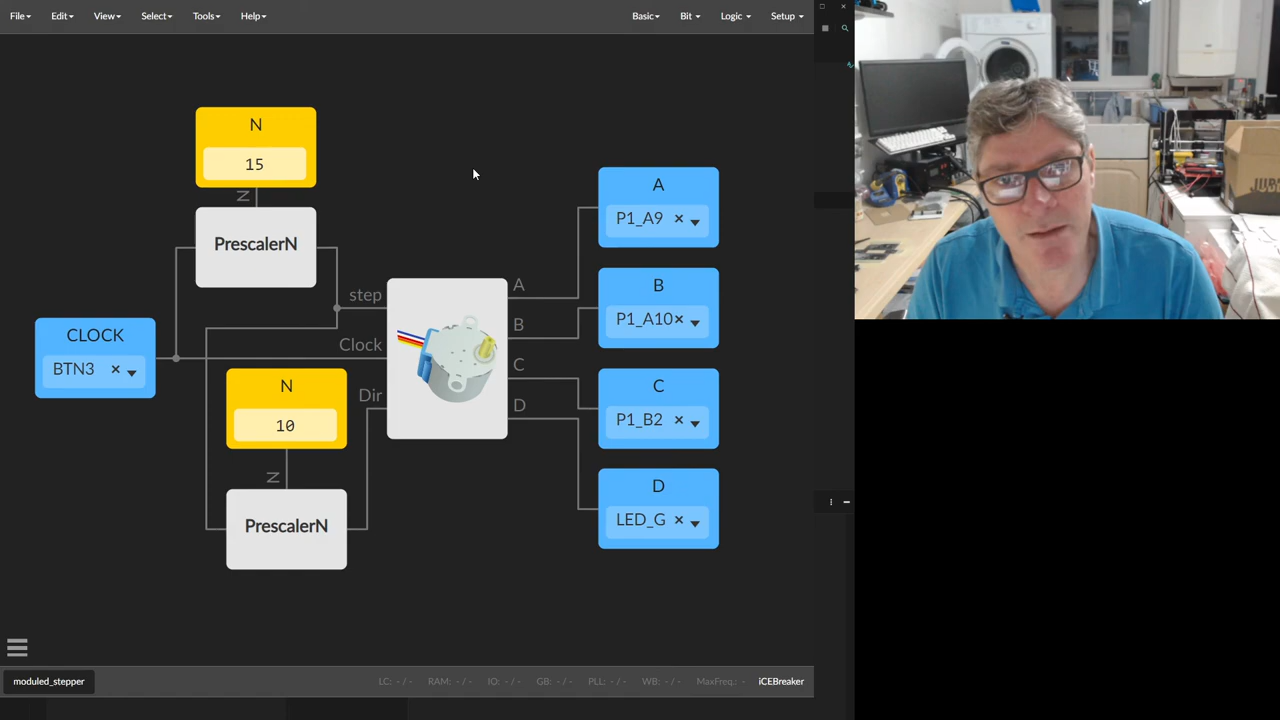 File Edit View Select Tools Help Basic Bit Logic Setup
N
15
Z
PrescalerN
CLOCK
BTN3 ×
N
10
Z
PrescalerN
step
Clock
Dir
A
B
C
D
A
P1_A9 ×
B
P1_A10×
C
P1_B2 ×
D
LED_G ×
moduled_stepper LC: - / - RAM: - / - IO: - / - GB: - / - PLL: - / - WB: - / - MaxFreq.: - iCEBreaker